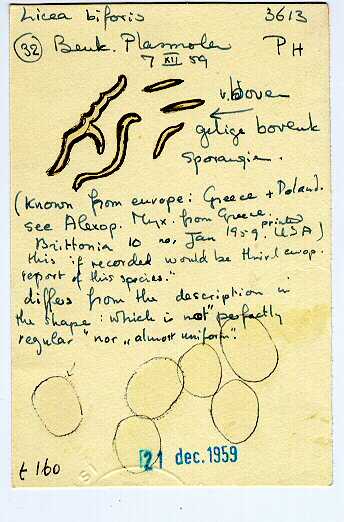 Licea biforis 3613
(32) Beuk. Plasmolen PH
7 XII 59
v. boven
gelige bovenk
sporangien.
(Known from europe: Greece + Poland.
see Alexop. Myx. from Greece,
Brittonia 10 no, Jan 1959. printed USA)
this if recorded would be third europ.
report of this species."
differs from the description in
the shape: which is not "perfectly
regular" nor "almost uniform".
t 160
21 dec. 1959